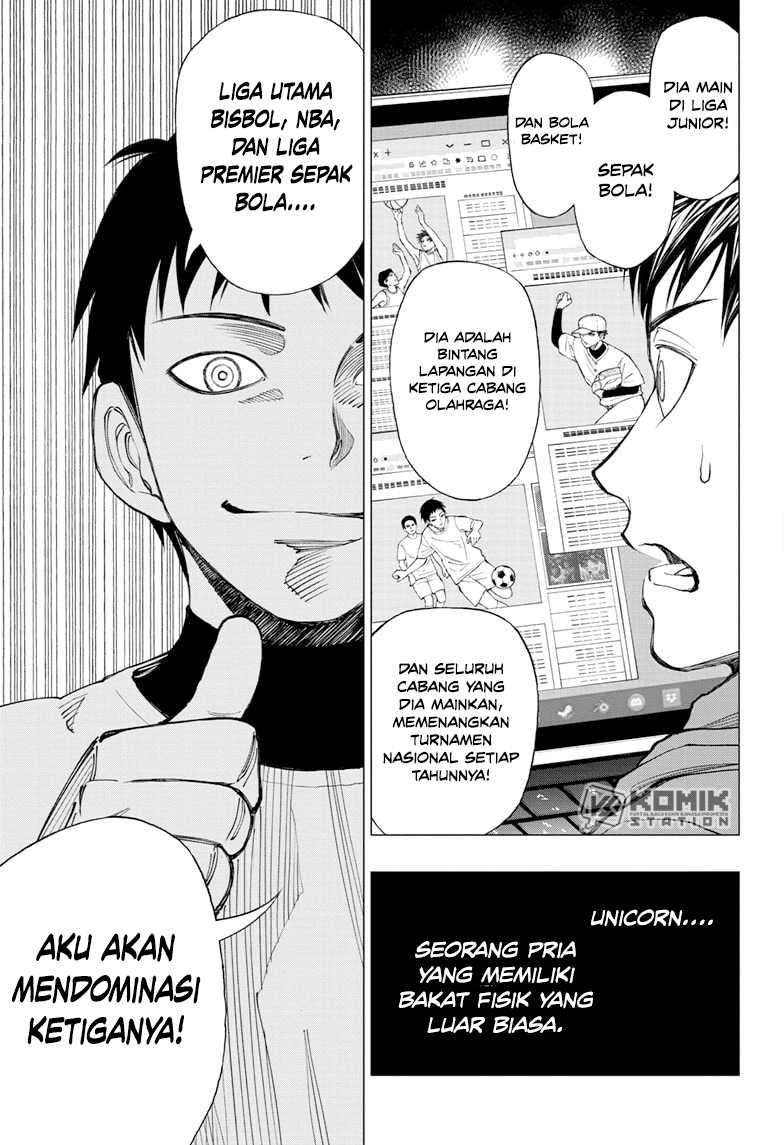 DIA MAIN
DI LIGA
JUNIOR!
SEPAK
BOLA!
DAN BOLA
BASKET!
DIA ADALAH
BINTANG
LAPANGAN DI
KETIGA CABANG
OLAHRAGA!
DAN SELURUH
CABANG YANG
DIA MAINKAN,
MEMENANGKAN
TURNAMEN
NASIONAL SETIAP
TAHUNNYA!
KOMIK
STATION
UNICORN....
SEORANG PRIA
YANG MEMILIKI
BAKAT FISIK YANG
LUAR BIASA.
LIGA UTAMA
BISBOL, NBA,
DAN LIGA
PREMIER SEPAK
BOLA....
AKU AKAN
MENDOMINASI
KETIGANYA!